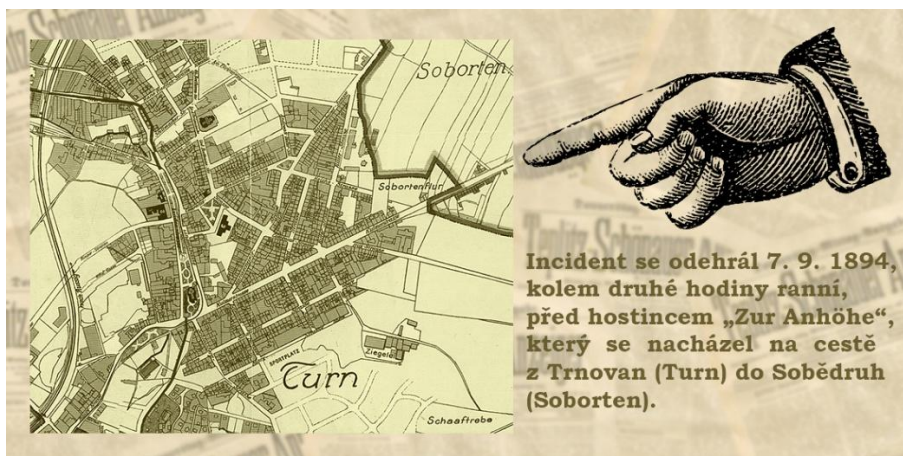 Soborten
Sobortenflur
SPORTPLATZ
Ziegelei
Turn
Schaaftrebe
Incident se odehrál 7. 9. 1894,
kolem druhé hodiny ranní,
před hostincem „Zur Anhöhe“,
který se nacházel na cestě
z Trnovan (Turn) do Sobědruh
(Soborten).